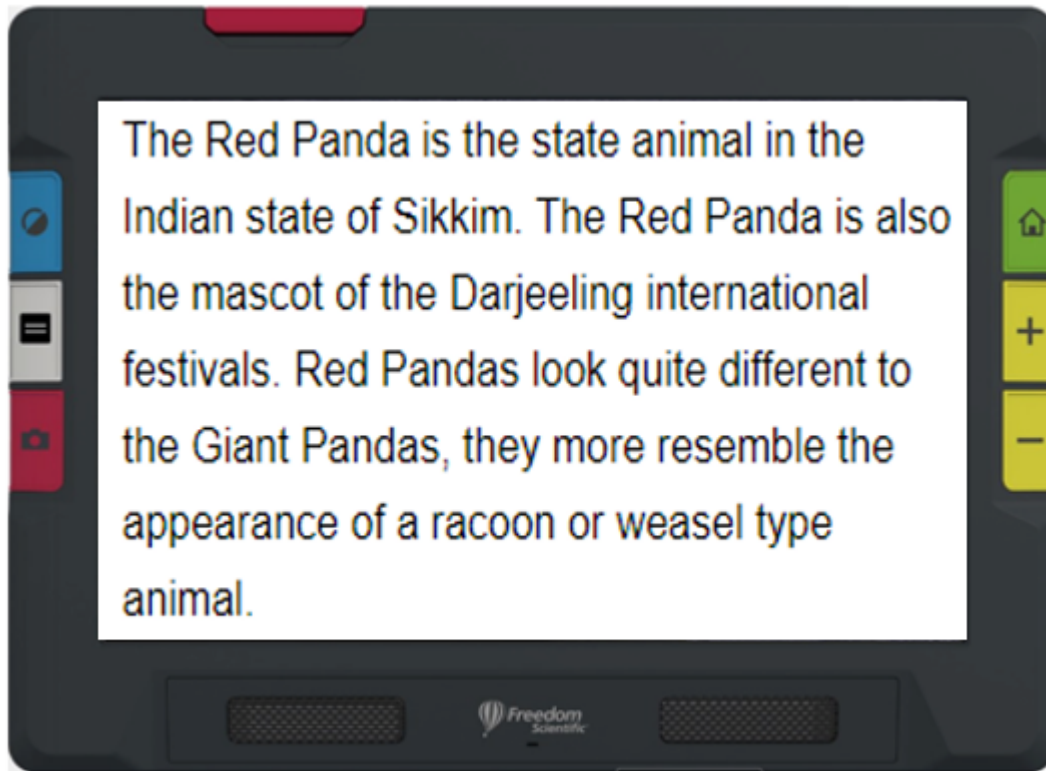 The Red Panda is the state animal in the
Indian state of Sikkim. The Red Panda is also
the mascot of the Darjeeling international
festivals. Red Pandas look quite different to
the Giant Pandas, they more resemble the
appearance of a racoon or weasel type
animal.
Freedom
Scientific